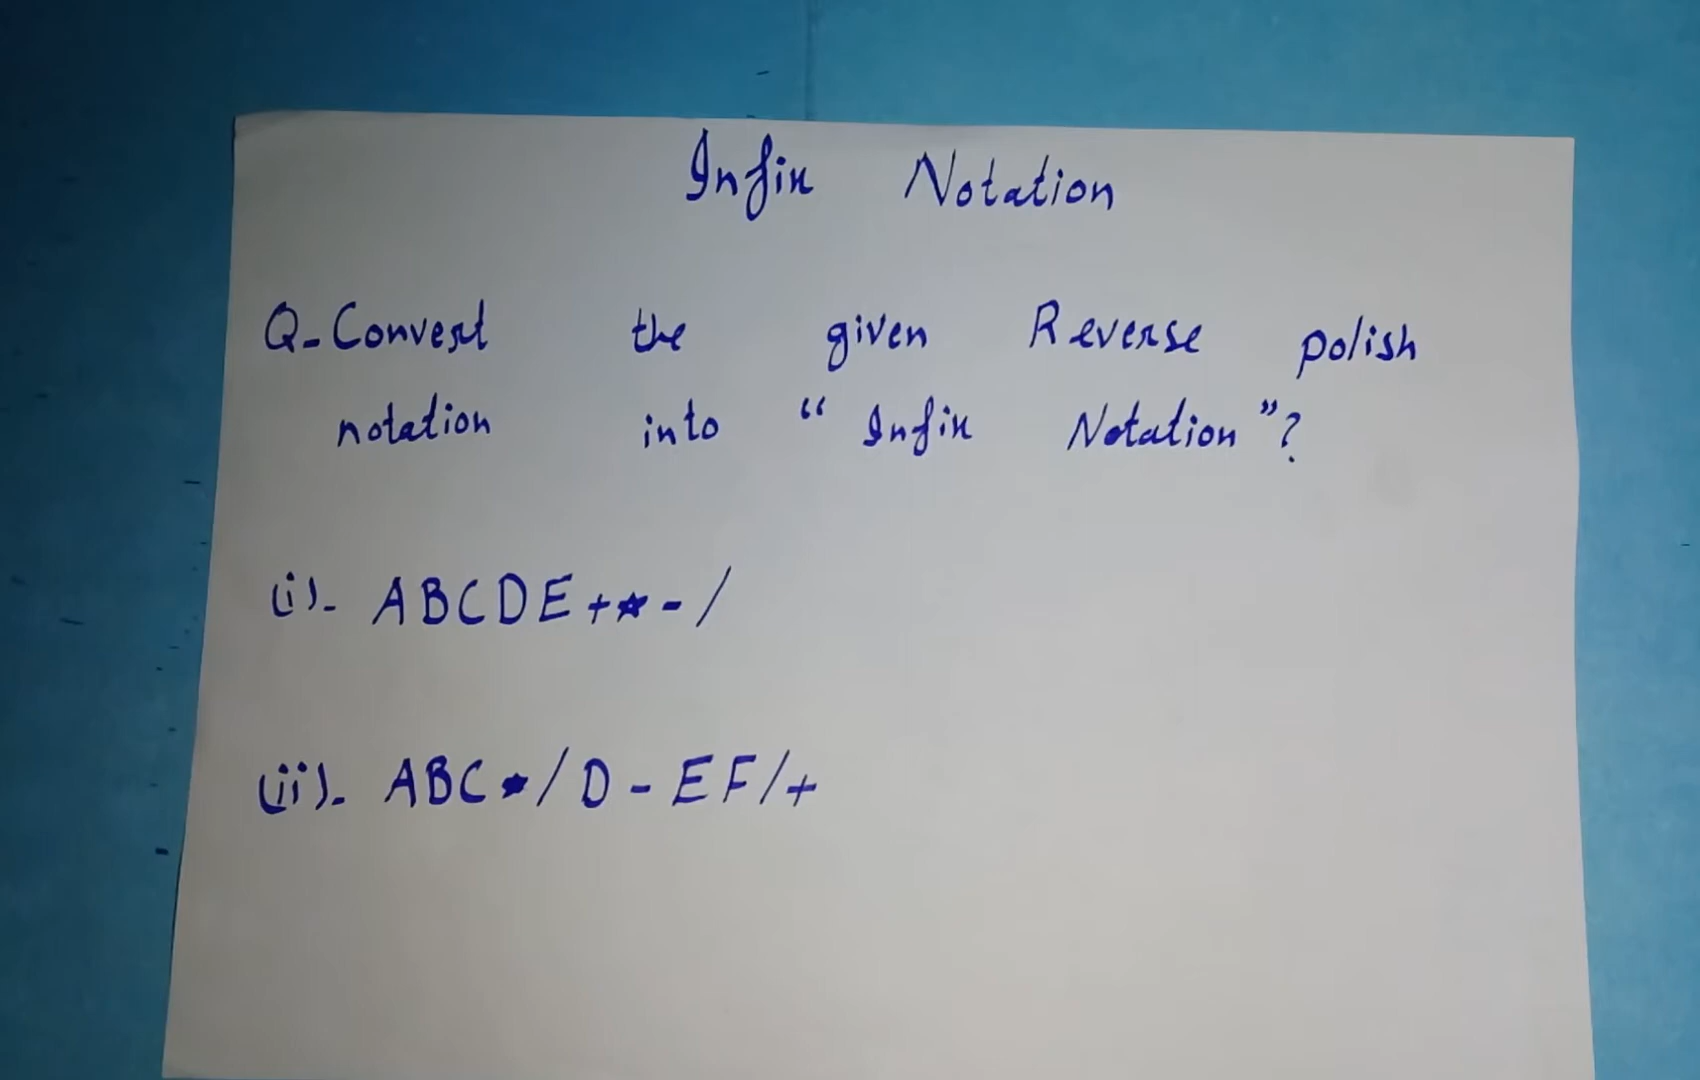 Infix Notation
Q-Convert the given Reverse polish
notation into “ Infix Notation ”?
(i)- ABCDE+*-/
(ii)- ABC*/D-EF/+